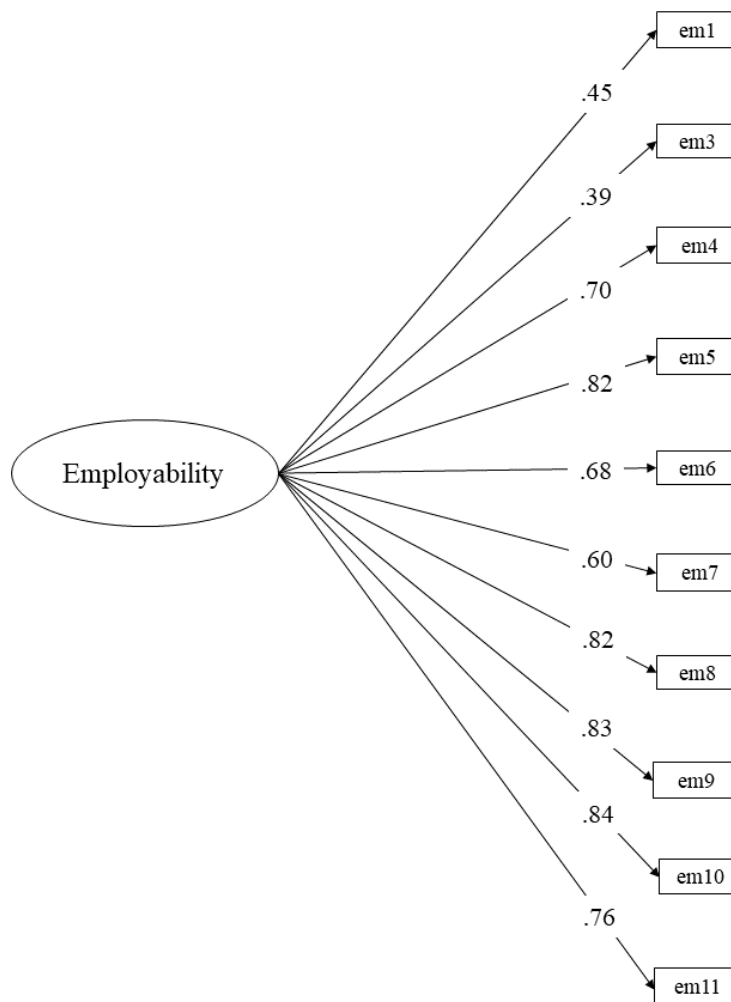 em1
.45
em3
.39
em4
.70
em5
.82
Employability
em6
.68
em7
.60
em8
.82
em9
.83
em10
.84
em11
.76